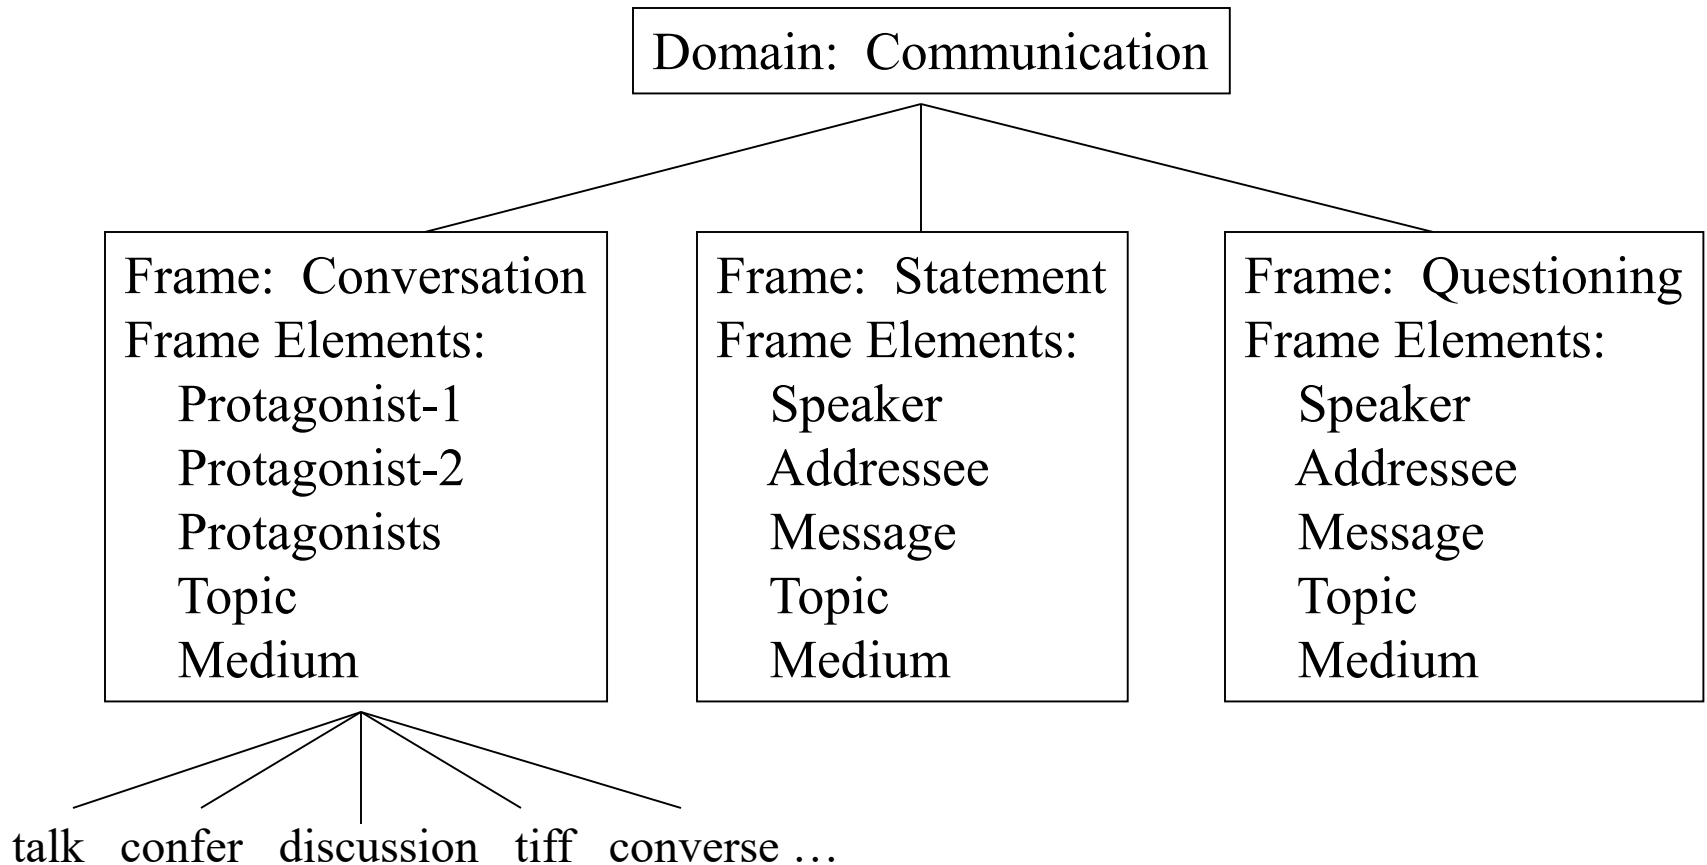 Domain: Communication
Frame: Conversation
Frame Elements:
Protagonist-1
Protagonist-2
Protagonists
Topic
Medium
Frame: Statement
Frame Elements:
Speaker
Addressee
Message
Topic
Medium
Frame: Questioning
Frame Elements:
Speaker
Addressee
Message
Topic
Medium
talk confer discussion tiff converse …